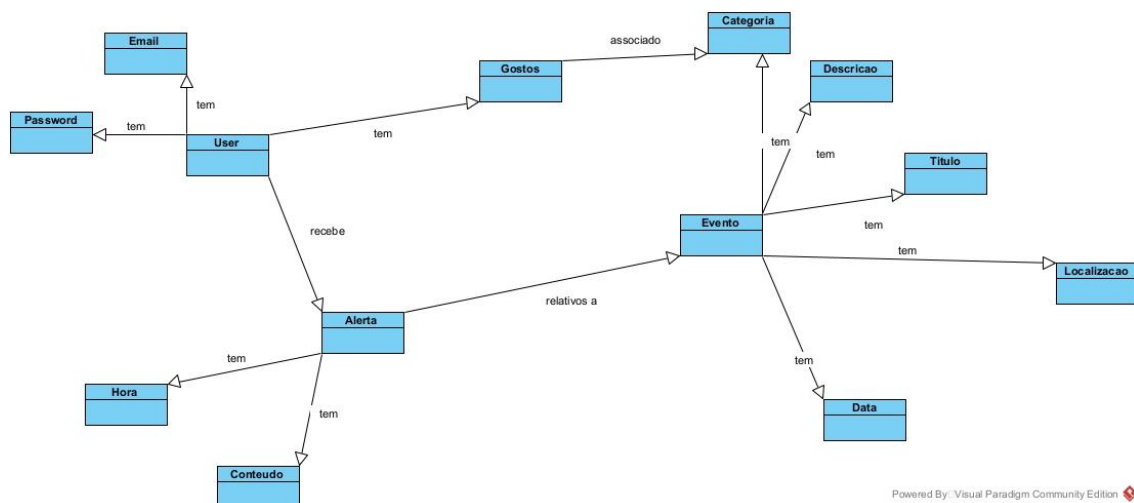 Categoria
Email
associado
Gostos
Descricao
tem
Password
tem
tem
User
tem
tem
Titulo
Evento
tem
recebe
tem
Localizacao
relativos a
Alerta
tem
tem
Hora
Data
tem
Conteudo
Powered By Visual Paradigm Community Edition